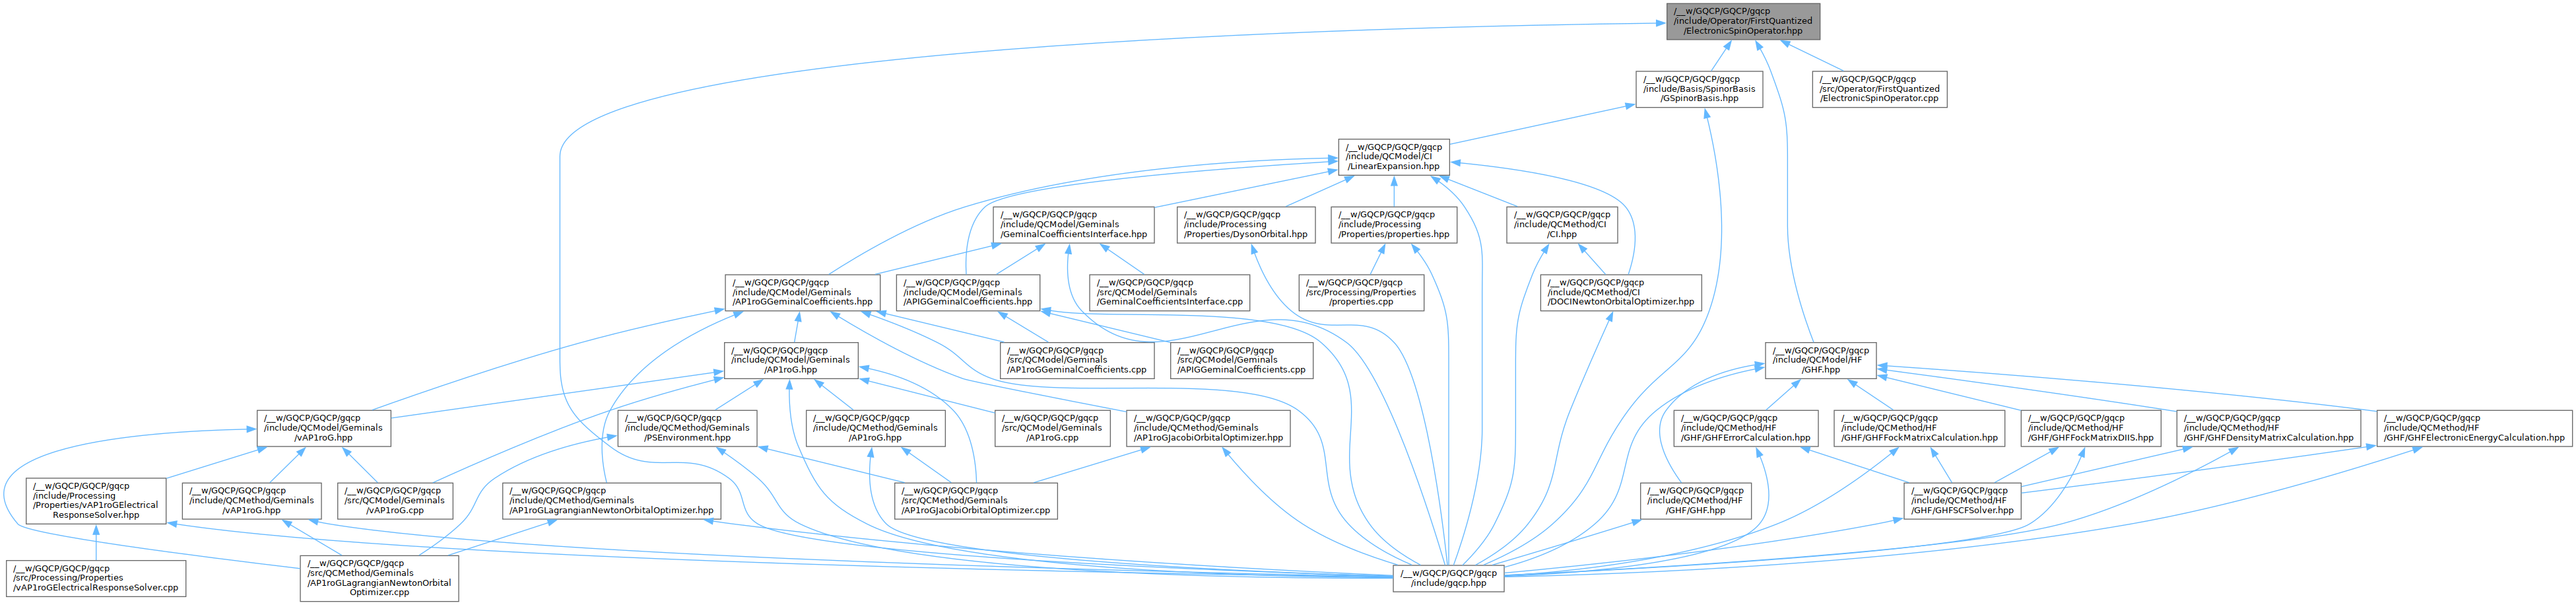 /__w/GQCP/GQCP/gqcp
/include/Operator/FirstQuantized
/ElectronicSpinOperator.hpp
/__w/GQCP/GQCP/gqcp
/include/Basis/SpinorBasis
/GSpinorBasis.hpp
/__w/GQCP/GQCP/gqcp
/src/Operator/FirstQuantized
/ElectronicSpinOperator.cpp
/__w/GQCP/GQCP/gqcp
/include/QCModel/CI
/LinearExpansion.hpp
/__w/GQCP/GQCP/gqcp
/include/QCModel/Geminals
/GeminalCoefficientsInterface.hpp
/__w/GQCP/GQCP/gqcp
/include/Processing
/Properties/DysonOrbital.hpp
/__w/GQCP/GQCP/gqcp
/include/Processing
/Properties/properties.hpp
/__w/GQCP/GQCP/gqcp
/include/QCMethod/CI
/CI.hpp
/__w/GQCP/GQCP/gqcp
/include/QCModel/Geminals
/AP1roGGeminalCoefficients.hpp
/__w/GQCP/GQCP/gqcp
/include/QCModel/Geminals
/APIGGeminalCoefficients.hpp
/__w/GQCP/GQCP/gqcp
/src/QCModel/Geminals
/GeminalCoefficientsInterface.cpp
/__w/GQCP/GQCP/gqcp
/src/Processing/Properties
/properties.cpp
/__w/GQCP/GQCP/gqcp
/include/QCMethod/CI
/DOCINewtonOrbitalOptimizer.hpp
/__w/GQCP/GQCP/gqcp
/include/QCModel/Geminals
/AP1roG.hpp
/__w/GQCP/GQCP/gqcp
/src/QCModel/Geminals
/AP1roGGeminalCoefficients.cpp
/__w/GQCP/GQCP/gqcp
/src/QCModel/Geminals
/APIGGeminalCoefficients.cpp
/__w/GQCP/GQCP/gqcp
/include/QCModel/HF
/GHF.hpp
/__w/GQCP/GQCP/gqcp
/include/QCModel/Geminals
/vAP1roG.hpp
/__w/GQCP/GQCP/gqcp
/include/QCMethod/Geminals
/PSEnvironment.hpp
/__w/GQCP/GQCP/gqcp
/include/QCMethod/Geminals
/AP1roG.hpp
/__w/GQCP/GQCP/gqcp
/src/QCModel/Geminals
/AP1roG.cpp
/__w/GQCP/GQCP/gqcp
/include/QCMethod/Geminals
/AP1roGJacobiOrbitalOptimizer.hpp
/__w/GQCP/GQCP/gqcp
/include/QCMethod/HF
/GHF/GHFErrorCalculation.hpp
/__w/GQCP/GQCP/gqcp
/include/QCMethod/HF
/GHF/GHFFockMatrixCalculation.hpp
/__w/GQCP/GQCP/gqcp
/include/QCMethod/HF
/GHF/GHFFockMatrixDIIS.hpp
/__w/GQCP/GQCP/gqcp
/include/QCMethod/HF
/GHF/GHFDensityMatrixCalculation.hpp
/__w/GQCP/GQCP/gqcp
/include/QCMethod/HF
/GHF/GHFElectronicEnergyCalculation.hpp
/__w/GQCP/GQCP/gqcp
/include/Processing
/Properties/vAP1roGElectrical
ResponseSolver.hpp
/__w/GQCP/GQCP/gqcp
/include/QCMethod/Geminals
/vAP1roG.hpp
/__w/GQCP/GQCP/gqcp
/src/QCModel/Geminals
/vAP1roG.cpp
/__w/GQCP/GQCP/gqcp
/include/QCMethod/Geminals
/AP1roGLagrangianNewtonOrbitalOptimizer.hpp
/__w/GQCP/GQCP/gqcp
/src/QCMethod/Geminals
/AP1roGJacobiOrbitalOptimizer.cpp
/__w/GQCP/GQCP/gqcp
/include/QCMethod/HF
/GHF/GHF.hpp
/__w/GQCP/GQCP/gqcp
/include/QCMethod/HF
/GHF/GHFSCFSolver.hpp
/__w/GQCP/GQCP/gqcp
/src/Processing/Properties
/vAP1roGElectricalResponseSolver.cpp
/__w/GQCP/GQCP/gqcp
/src/QCMethod/Geminals
/AP1roGLagrangianNewtonOrbital
Optimizer.cpp
/__w/GQCP/GQCP/gqcp
/include/gqcp.hpp